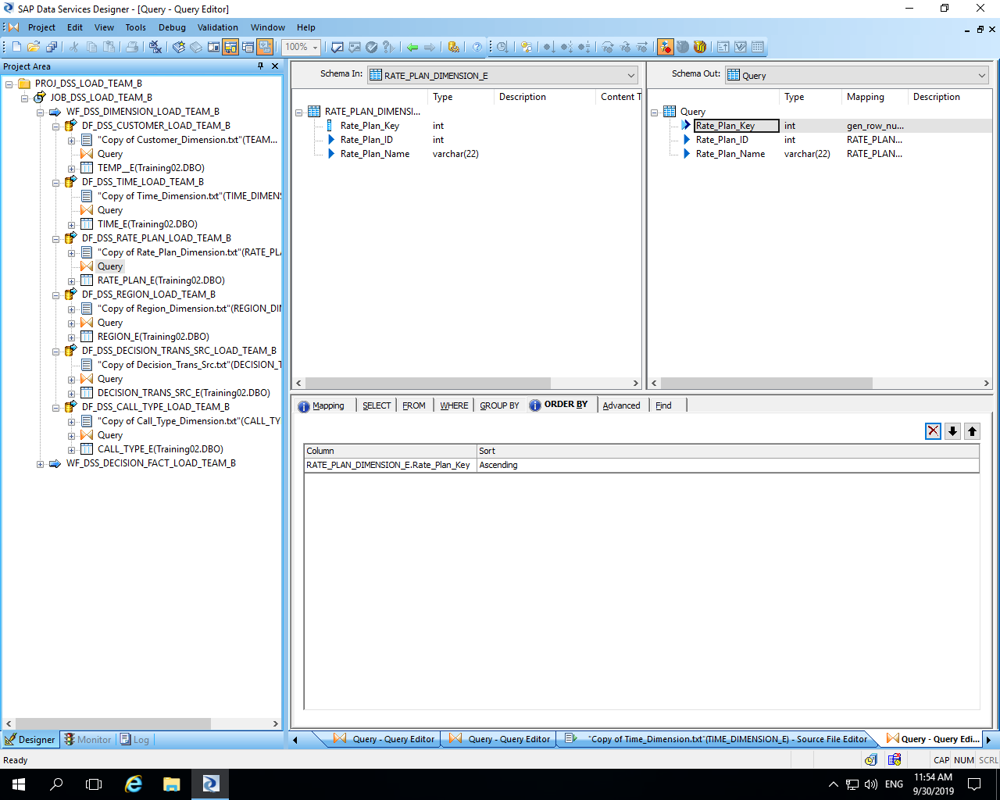 SAP Data Services Designer - [Query - Query Editor]
Project Edit View Tools Debug Validation Window Help
100%
Project Area
PROJ_DSS_LOAD_TEAM_B
JOB_DSS_LOAD_TEAM_B
WF_DSS_DIMENSION_LOAD_TEAM_B
DF_DSS_CUSTOMER_LOAD_TEAM_B
"Copy of Customer_Dimension.txt"(TEAM...
Query
TEMP__E(Training02.DBO)
DF_DSS_TIME_LOAD_TEAM_B
"Copy of Time_Dimension.txt"(TIME_DIMENS
Query
TIME_E(Training02.DBO)
DF_DSS_RATE_PLAN_LOAD_TEAM_B
"Copy of Rate_Plan_Dimension.txt"(RATE_PL
Query
RATE_PLAN_E(Training02.DBO)
DF_DSS_REGION_LOAD_TEAM_B
"Copy of Region_Dimension.txt"(REGION_DI
Query
REGION_E(Training02.DBO)
DF_DSS_DECISION_TRANS_SRC_LOAD_TEAM_B
"Copy of Decision_Trans_Src.txt"(DECISION_T
Query
DECISION_TRANS_SRC_E(Training02.DBO)
DF_DSS_CALL_TYPE_LOAD_TEAM_B
"Copy of Call_Type_Dimension.txt"(CALL_TY
Query
CALL_TYPE_E(Training02.DBO)
WF_DSS_DECISION_FACT_LOAD_TEAM_B
Designer Monitor Log
Schema In: RATE_PLAN_DIMENSION_E
Type Description Content T
RATE_PLAN_DIMENSI...
Rate_Plan_Key int
Rate_Plan_ID int
Rate_Plan_Name varchar(22)
Schema Out: Query
Type Mapping Description
Query
Rate_Plan_Key int gen_row_nu...
Rate_Plan_ID int RATE_PLAN...
Rate_Plan_Name varchar(22) RATE_PLAN...
Mapping SELECT FROM WHERE GROUP BY ORDER BY Advanced Find
Column Sort
RATE_PLAN_DIMENSION_E.Rate_Plan_Key Ascending
Query - Query Editor Query - Query Editor "Copy of Time_Dimension.txt"(TIME_DIMENSION_E) - Source File Editor Query - Query Edi...
Ready
CAP NUM SCRL
ENG
11:54 AM
9/30/2019